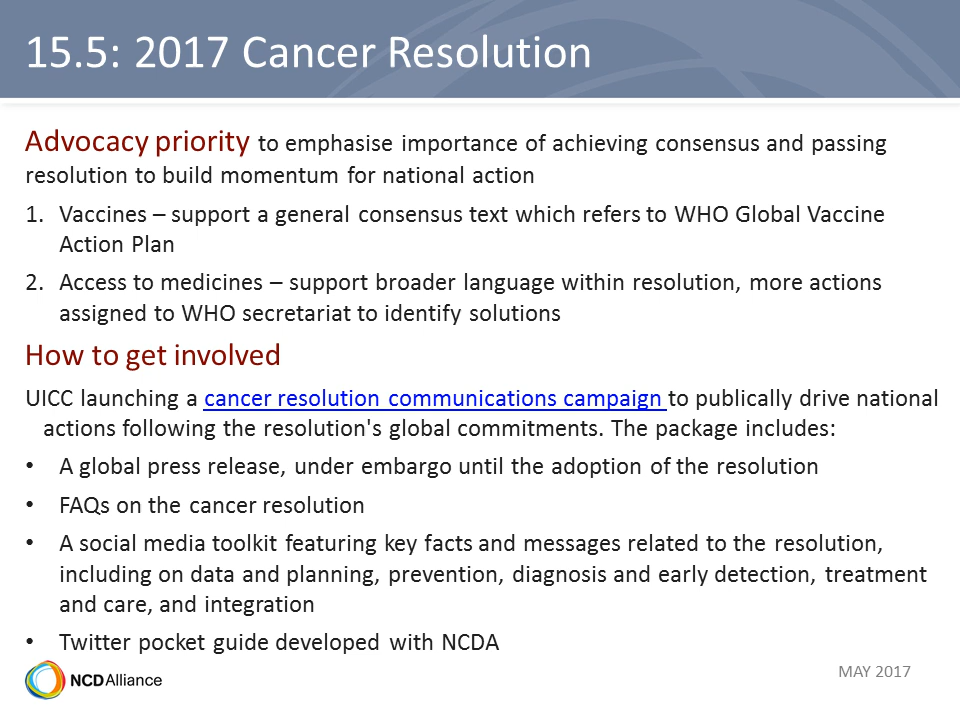 15.5: 2017 Cancer Resolution
Advocacy priority to emphasise importance of achieving consensus and passing
resolution to build momentum for national action
1. Vaccines – support a general consensus text which refers to WHO Global Vaccine
Action Plan
2. Access to medicines – support broader language within resolution, more actions
assigned to WHO secretariat to identify solutions
How to get involved
UICC launching a cancer resolution communications campaign to publically drive national
actions following the resolution's global commitments. The package includes:
• A global press release, under embargo until the adoption of the resolution
• FAQs on the cancer resolution
• A social media toolkit featuring key facts and messages related to the resolution,
including on data and planning, prevention, diagnosis and early detection, treatment
and care, and integration
• Twitter pocket guide developed with NCDA
NCDAlliance
MAY 2017